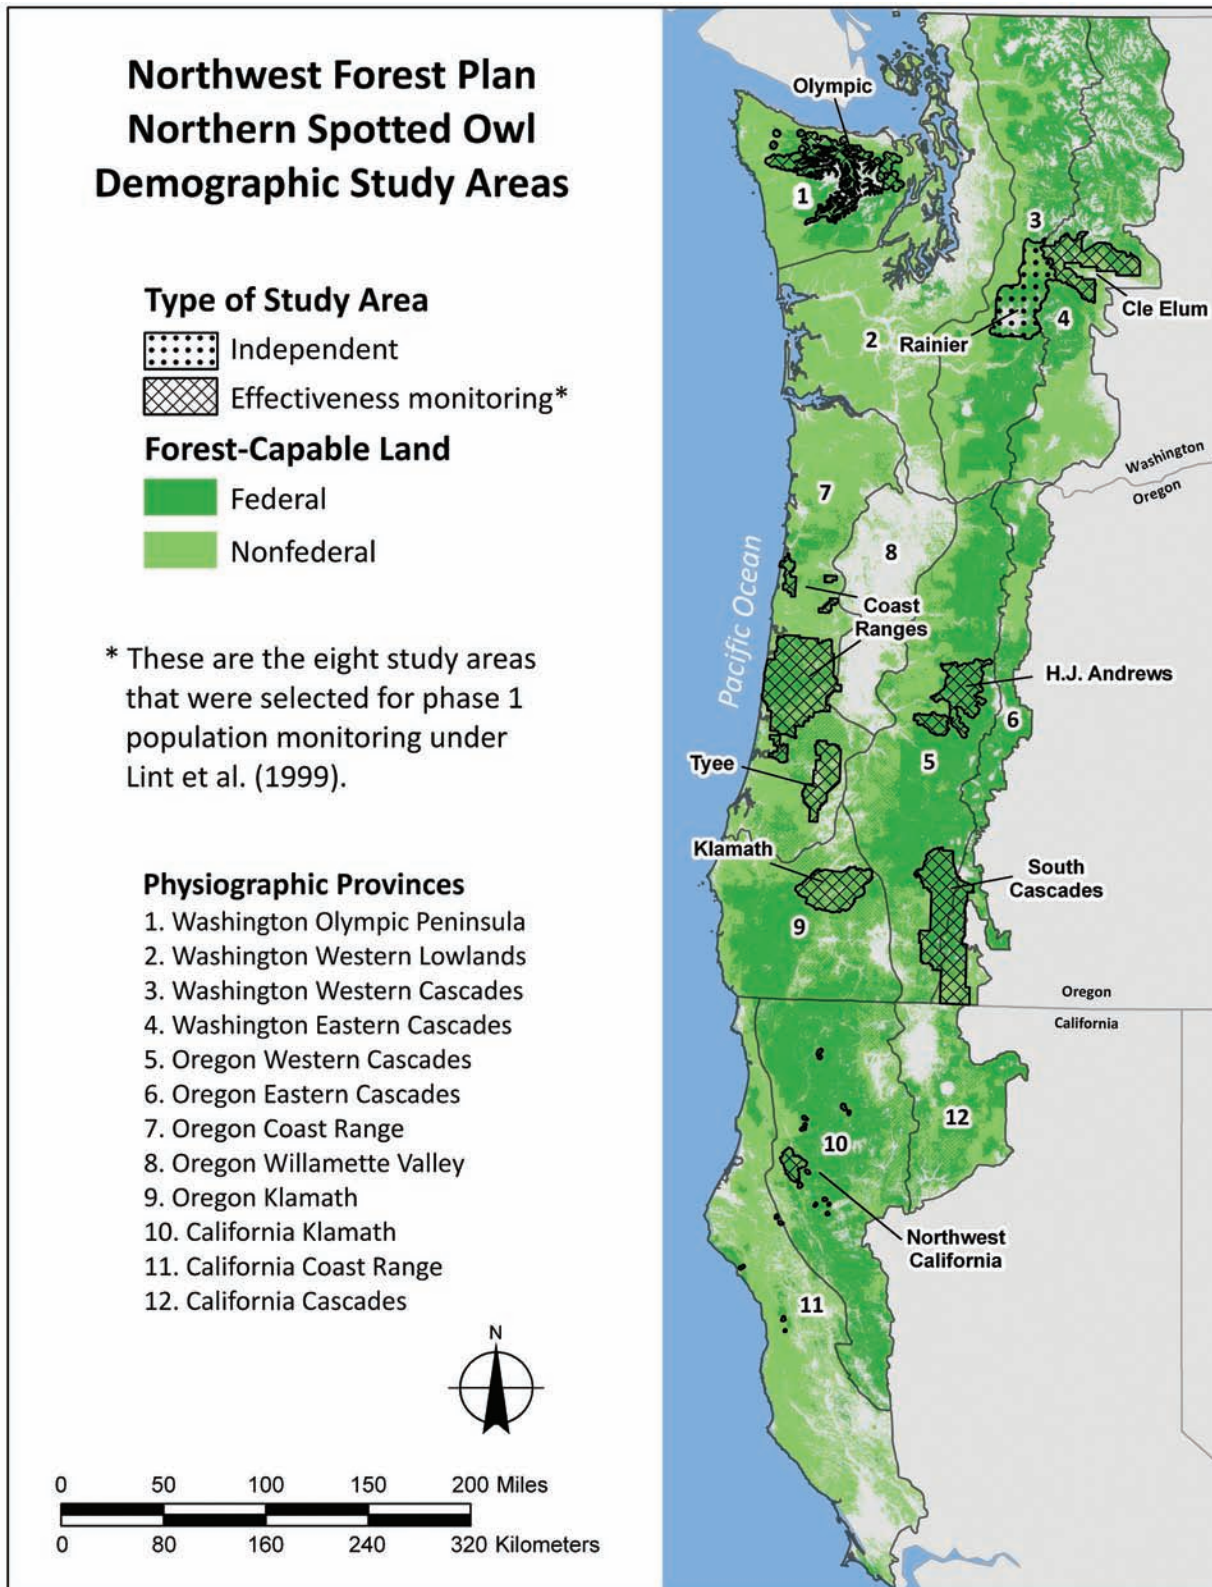 Northwest Forest Plan
Northern Spotted Owl
Demographic Study Areas
Type of Study Area
Independent
Effectiveness monitoring*
Forest-Capable Land
Federal
Nonfederal
* These are the eight study areas
that were selected for phase 1
population monitoring under
Lint et al. (1999).
Physiographic Provinces
1. Washington Olympic Peninsula
2. Washington Western Lowlands
3. Washington Western Cascades
4. Washington Eastern Cascades
5. Oregon Western Cascades
6. Oregon Eastern Cascades
7. Oregon Coast Range
8. Oregon Willamette Valley
9. Oregon Klamath
10. California Klamath
11. California Coast Range
12. California Cascades
N
0 50 100 150 200 Miles
0 80 160 240 320 Kilometers
Olympic
1
3
Cle Elum
4
2
Rainier
Washington
Oregon
7
8
Pacific Ocean
Coast
Ranges
H.J. Andrews
6
5
Tyee
Klamath
South
Cascades
9
Oregon
California
12
10
Northwest
California
11